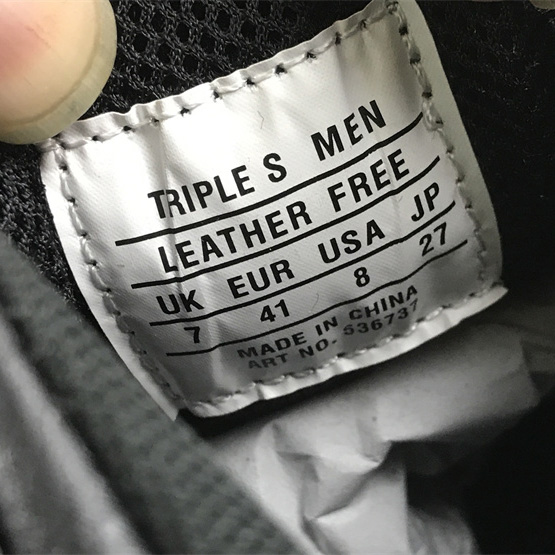 TRIPLE S MEN
LEATHER FREE
UK EUR USA JP
7 41 8 27
MADE IN CHINA
ART NO. 536737